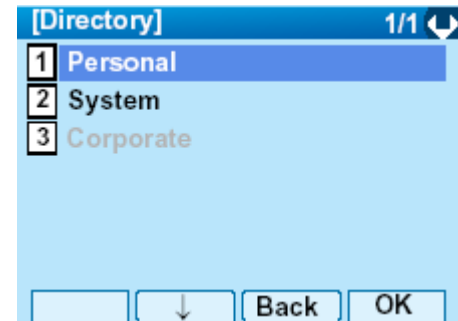 [Directory] 1/1
1 Personal
2 System
3 Corporate
↓ Back OK